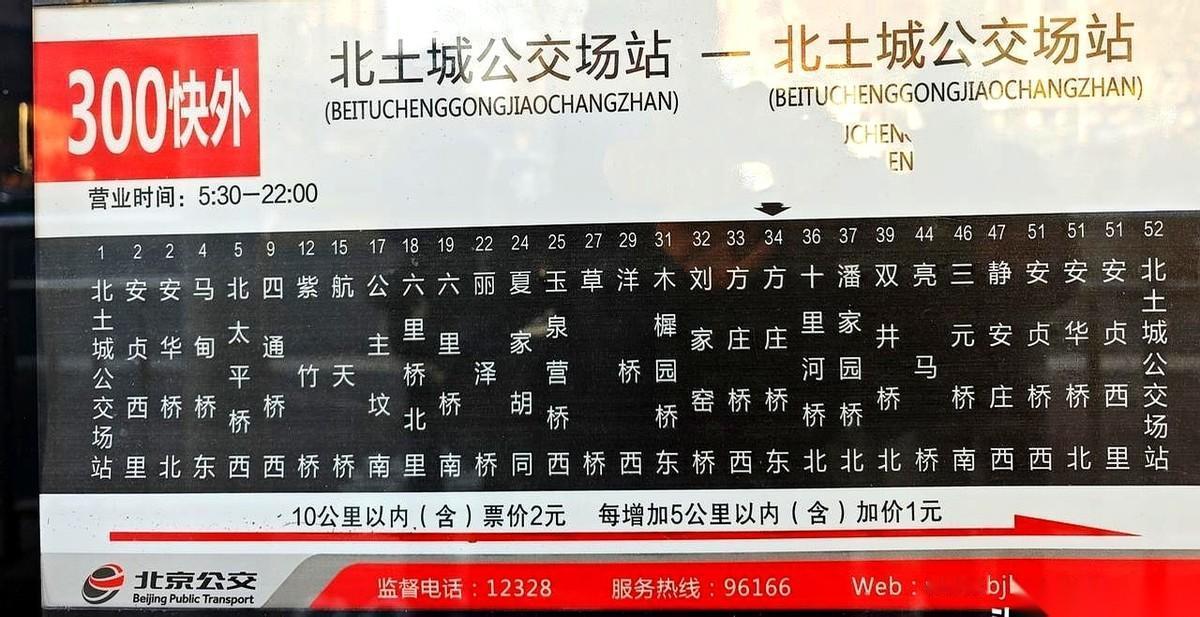 300快外
北土城公交场站 — 北土城公交场站
(BEITUCHENGGONGJIAOCHANGZHAN) (BEITUCHENGGONGJIAOCHANGZHAN)
UCHEN
EN
营业时间：5:30—22:00
1 2 2 4 5 9 12 15 17 18 19 22 24 25 27 29 31 32 33 34 36 37 39 44 46 47 51 51 51 52
北土城公交场站
安贞西里
安华桥北
马甸桥东
北太平桥西
四通桥西
紫竹桥
航天桥
公主坟南
六里桥北里
六里桥南
丽泽桥
夏家胡同
玉泉营桥西
草桥
洋桥西
木樨园桥东
刘家窑桥
方庄桥西
方庄桥东
十里河桥北
潘家园桥北
双井桥北
亮马桥
三元桥南
静安庄西
安贞桥西
安华桥北
安贞西里
北土城公交场站
10公里以内（含）票价2元 每增加5公里以内（含）加价1元
北京公交
Beijing Public Transport
监督电话：12328 服务热线：96166 Web： bj